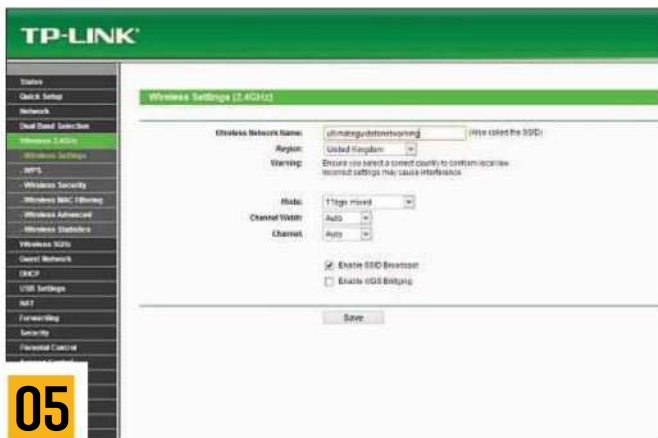 TP-LINK
Status
Quick Setup
Network
Dual Band Selection
Wireless 2.4GHz
- Wireless Settings
- WPS
- Wireless Security
- Wireless MAC Filtering
- Wireless Advanced
- Wireless Statistics
Wireless 5GHz
Guest Network
DHCP
USB Settings
NAT
Forwarding
Security
Parental Control
Wireless Settings (2.4GHz)
Wireless Network Name: ultimateguidetonetworking (Also called the SSID)
Region: United Kingdom
Warning: Ensure you select a correct country to conform local law.
Incorrect settings may cause interference.
Mode: 11bgn mixed
Channel Width: Auto
Channel: Auto
Enable SSID Broadcast
Enable WDS Bridging
Save
05